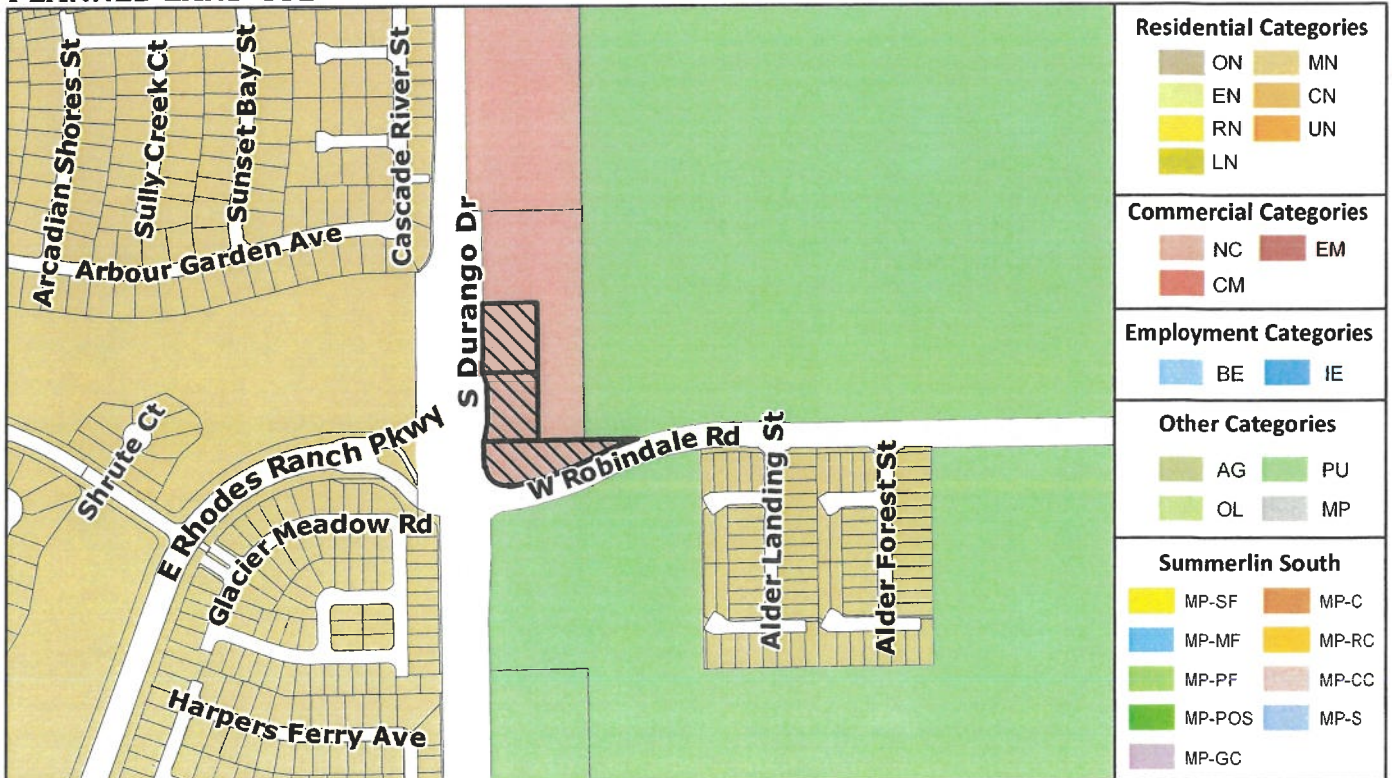 Arcadian Shores St
Sully Creek Ct
Sunset Bay St
Cascade River St
Arbour Garden Ave
S Durango Dr
Shrute Ct
E Rhodes Ranch Pkwy
W Robindale Rd
Glacier Meadow Rd
Alder Landing St
Alder Forest St
Harpers Ferry Ave
Residential Categories
ON MN
EN CN
RN UN
LN
Commercial Categories
NC EM
CM
Employment Categories
BE IE
Other Categories
AG PU
OL MP
Summerlin South
MP-SF MP-C
MP-MF MP-RC
MP-PF MP-CC
MP-POS MP-S
MP-GC